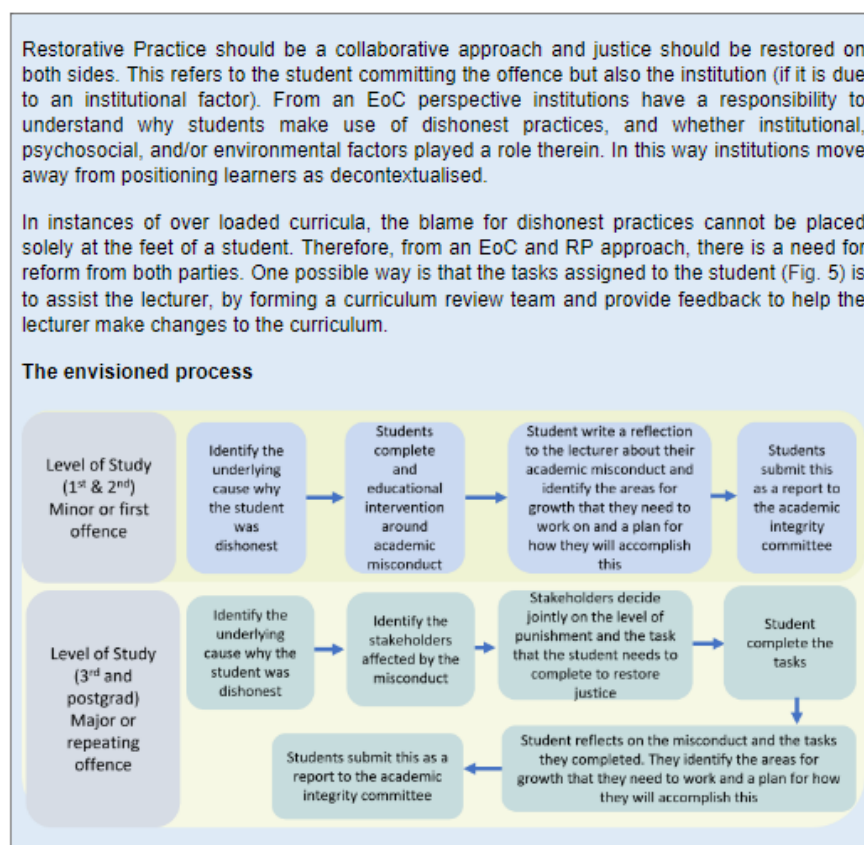 Restorative Practice should be a collaborative approach and justice should be restored on
both sides. This refers to the student committing the offence but also the institution (if it is due
to an institutional factor). From an EoC perspective institutions have a responsibility to
understand why students make use of dishonest practices, and whether institutional,
psychosocial, and/or environmental factors played a role therein. In this way institutions move
away from positioning learners as decontextualised.
In instances of over loaded curricula, the blame for dishonest practices cannot be placed
solely at the feet of a student. Therefore, from an EoC and RP approach, there is a need for
reform from both parties. One possible way is that the tasks assigned to the student (Fig. 5) is
to assist the lecturer, by forming a curriculum review team and provide feedback to help the
lecturer make changes to the curriculum.
The envisioned process
Level of Study
(1st & 2nd)
Minor or first
offence
Identify the
underlying
cause why
the student
was
dishonest
Students
complete
and
educational
intervention
around
academic
misconduct
Student write a reflection
to the lecturer about their
academic misconduct and
identify the areas for
growth that they need to
work on and a plan for
how they will accomplish
this
Students
submit this
as a report to
the academic
integrity
committee
Level of Study
(3rd and
postgrad)
Major or
repeating
offence
Identify the
underlying
cause why the
student was
dishonest
Identify the
stakeholders
affected by the
misconduct
Stakeholders decide
jointly on the level of
punishment and the task
that the student needs to
complete to restore
justice
Student
complete the
tasks
Student reflects on the misconduct and the tasks
they completed. They identify the areas for
growth that they need to work and a plan for how
they will accomplish this
Students submit this as a
report to the academic
integrity committee